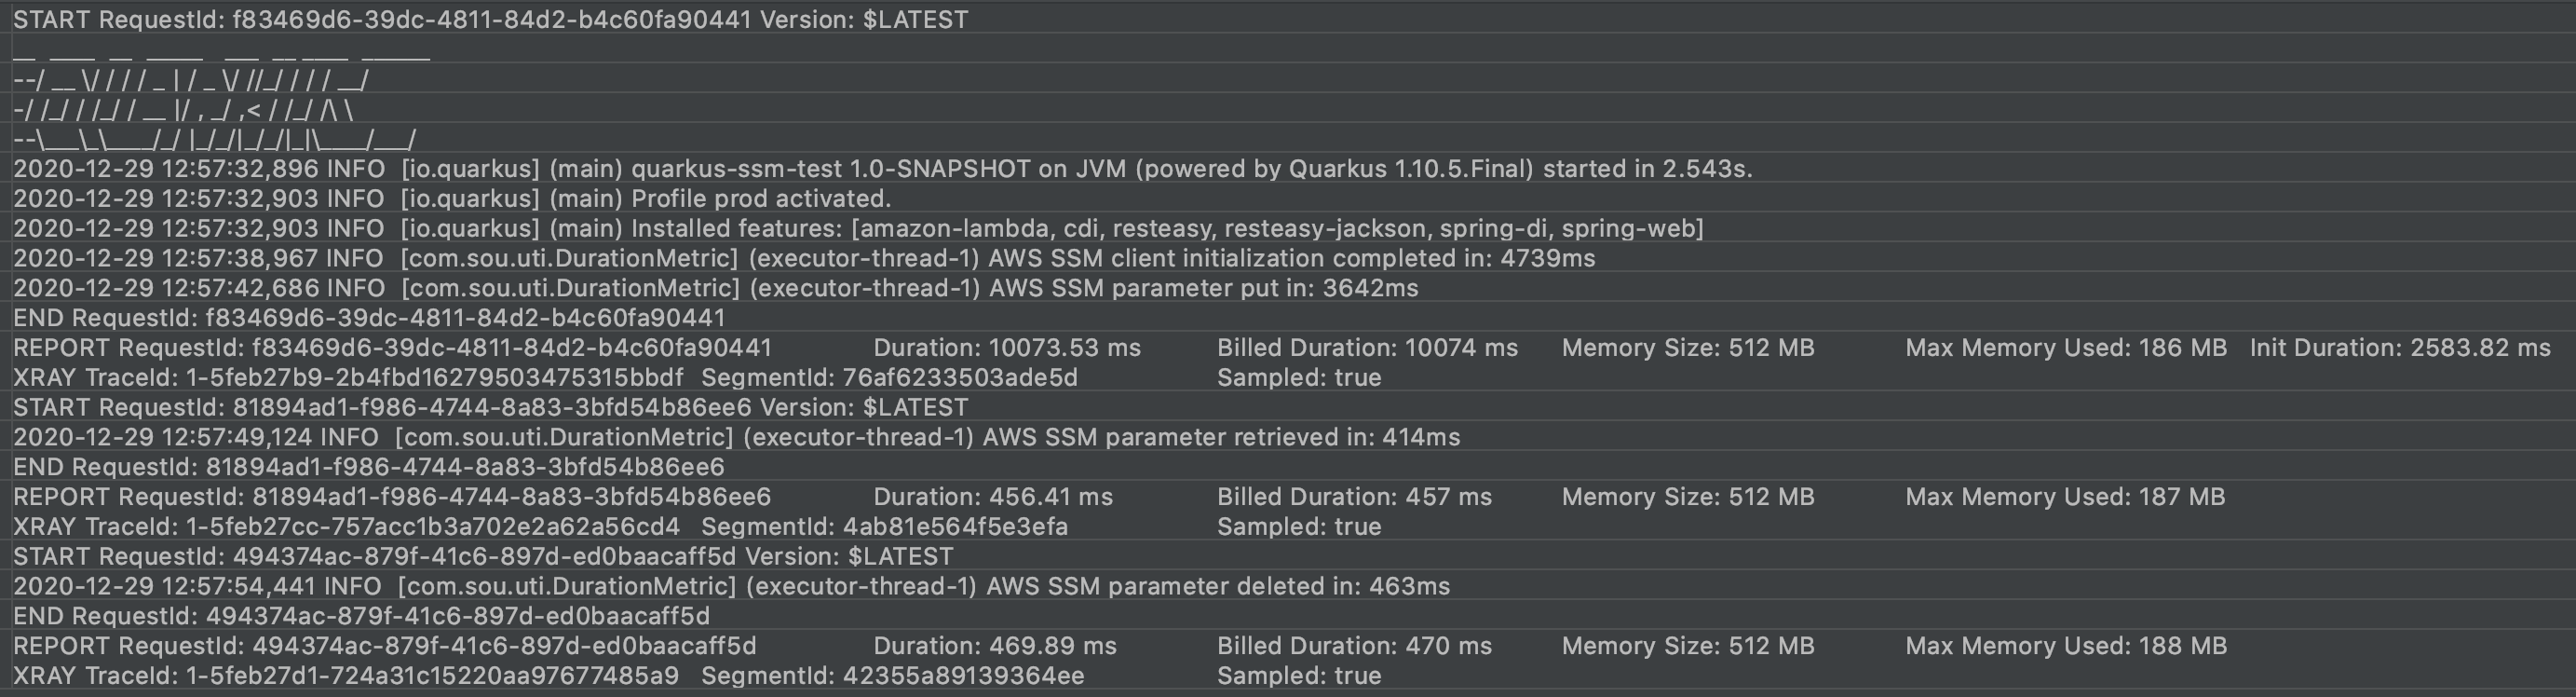 START RequestId: f83469d6-39dc-4811-84d2-b4c60fa90441 Version: $LATEST
__ ____ __ _____ ___ __ ____ ______
--/ __ \/ / / / _ | / _ \/ //_/ / / / __/
-/ /_/ / /_/ / __ |/ , _/ ,< / /_/ /\ \
--\___\_\____/_/ |_/_/|_/_/|_|\____/___/
2020-12-29 12:57:32,896 INFO [io.quarkus] (main) quarkus-ssm-test 1.0-SNAPSHOT on JVM (powered by Quarkus 1.10.5.Final) started in 2.543s.
2020-12-29 12:57:32,903 INFO [io.quarkus] (main) Profile prod activated.
2020-12-29 12:57:32,903 INFO [io.quarkus] (main) Installed features: [amazon-lambda, cdi, resteasy, resteasy-jackson, spring-di, spring-web]
2020-12-29 12:57:38,967 INFO [com.sou.uti.DurationMetric] (executor-thread-1) AWS SSM client initialization completed in: 4739ms
2020-12-29 12:57:42,686 INFO [com.sou.uti.DurationMetric] (executor-thread-1) AWS SSM parameter put in: 3642ms
END RequestId: f83469d6-39dc-4811-84d2-b4c60fa90441
REPORT RequestId: f83469d6-39dc-4811-84d2-b4c60fa90441 Duration: 10073.53 ms Billed Duration: 10074 ms Memory Size: 512 MB Max Memory Used: 186 MB Init Duration: 2583.82 ms
XRAY TraceId: 1-5feb27b9-2b4fbd16279503475315bbdf SegmentId: 76af6233503ade5d Sampled: true
START RequestId: 81894ad1-f986-4744-8a83-3bfd54b86ee6 Version: $LATEST
2020-12-29 12:57:49,124 INFO [com.sou.uti.DurationMetric] (executor-thread-1) AWS SSM parameter retrieved in: 414ms
END RequestId: 81894ad1-f986-4744-8a83-3bfd54b86ee6
REPORT RequestId: 81894ad1-f986-4744-8a83-3bfd54b86ee6 Duration: 456.41 ms Billed Duration: 457 ms Memory Size: 512 MB Max Memory Used: 187 MB
XRAY TraceId: 1-5feb27cc-757acc1b3a702e2a62a56cd4 SegmentId: 4ab81e564f5e3efa Sampled: true
START RequestId: 494374ac-879f-41c6-897d-ed0baacaff5d Version: $LATEST
2020-12-29 12:57:54,441 INFO [com.sou.uti.DurationMetric] (executor-thread-1) AWS SSM parameter deleted in: 463ms
END RequestId: 494374ac-879f-41c6-897d-ed0baacaff5d
REPORT RequestId: 494374ac-879f-41c6-897d-ed0baacaff5d Duration: 469.89 ms Billed Duration: 470 ms Memory Size: 512 MB Max Memory Used: 188 MB
XRAY TraceId: 1-5feb27d1-724a31c15220aa97677485a9 SegmentId: 42355a89139364ee Sampled: true